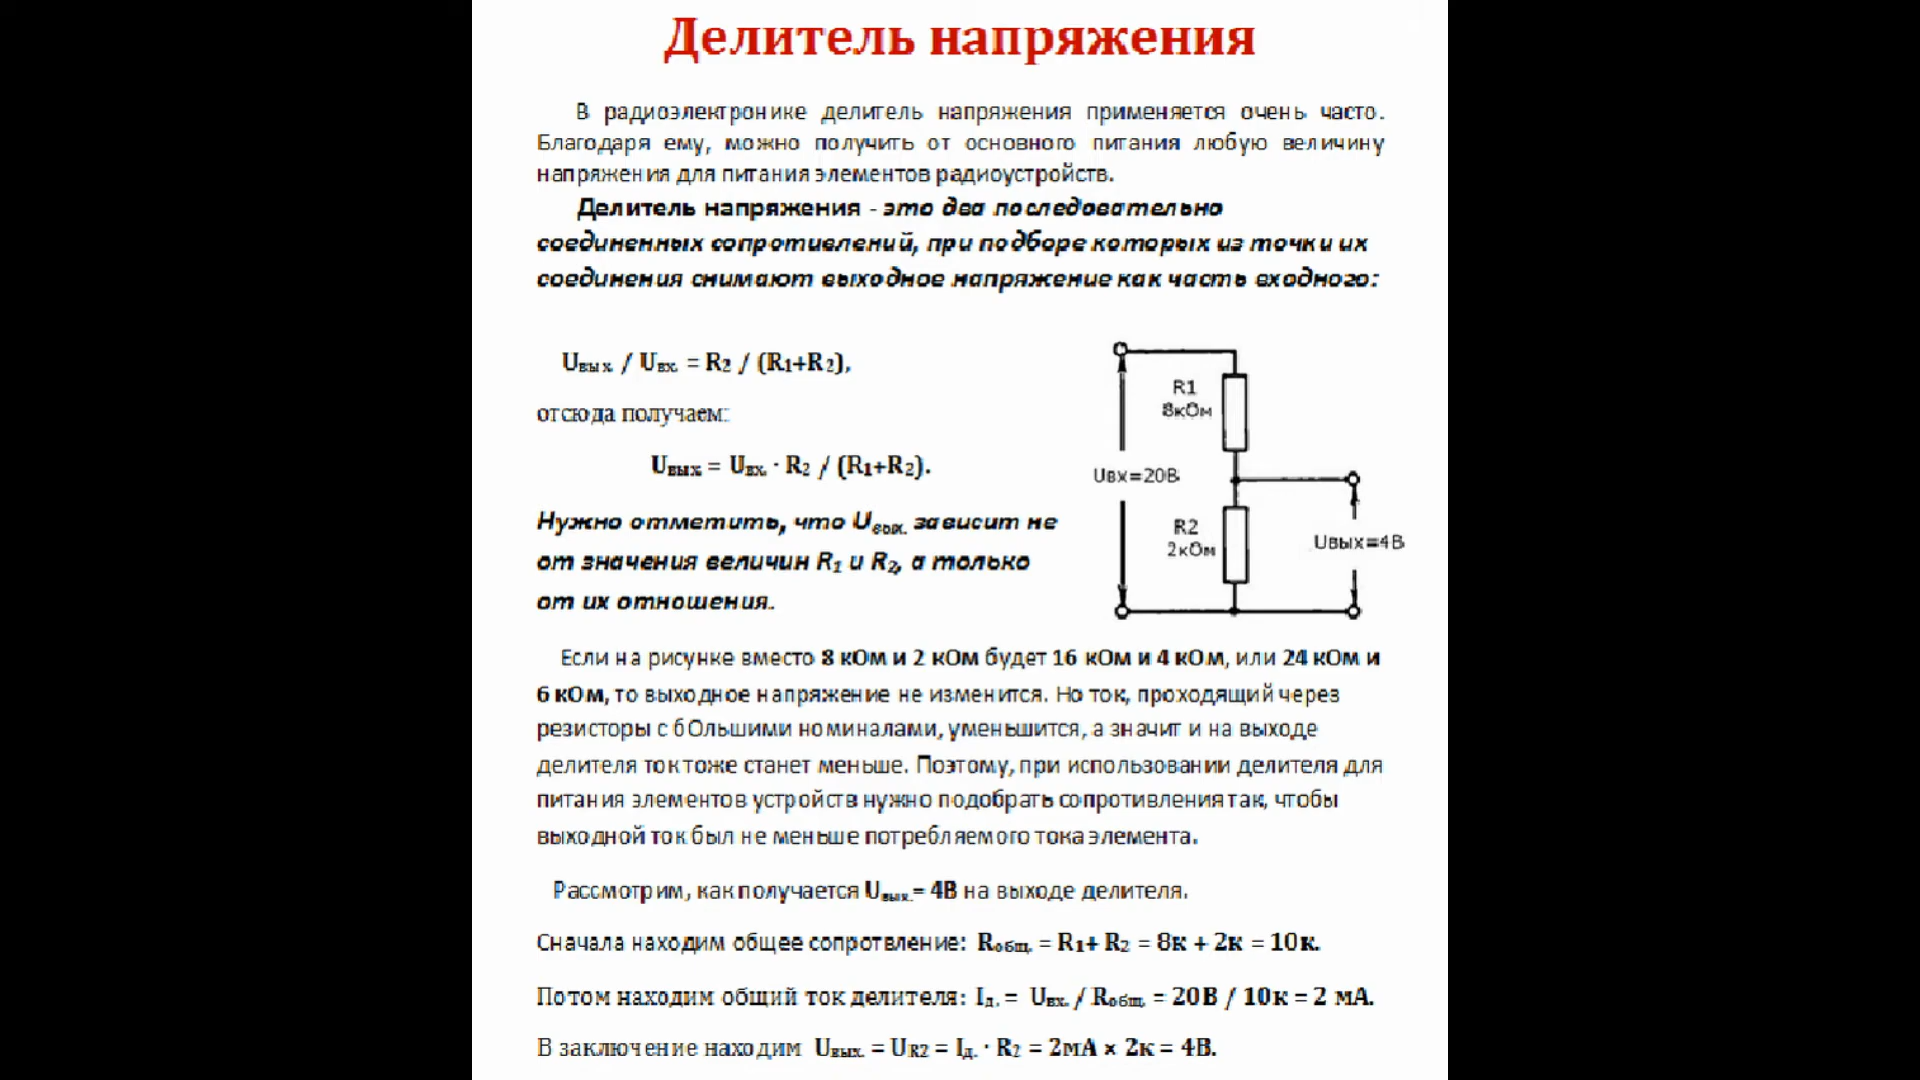 Делитель напряжения
В радиоэлектронике делитель напряжения применяется очень часто.
Благодаря ему, можно получить от основного питания любую величину
напряжения для питания элементов радиоустройств.
Делитель напряжения - это два последовательно
соединенных сопротивлений, при подборе которых из точки их
соединения снимают выходное напряжение как часть входного:
Uвых. / Uвх. = R2 / (R1+R2),
отсюда получаем:
Uвых = Uвх. · R2 / (R1+R2).
Нужно отметить, что Uвых. зависит не
от значения величин R1 и R2, а только
от их отношения.
R1
8кОм
Uвх=20В
R2
2кОм
Uвых=4В
Если на рисунке вместо 8 кОм и 2 кОм будет 16 кОм и 4 кОм, или 24 кОм и
6 кОм, то выходное напряжение не изменится. Но ток, проходящий через
резисторы с бОльшими номиналами, уменьшится, а значит и на выходе
делителя ток тоже станет меньше. Поэтому, при использовании делителя для
питания элементов устройств нужно подобрать сопротивления так, чтобы
выходной ток был не меньше потребляемого тока элемента.
Рассмотрим, как получается Uвых.= 4В на выходе делителя.
Сначала находим общее сопротвление: Rобщ. = R1+ R2 = 8к + 2к = 10к.
Потом находим общий ток делителя: Iд. = Uвх. / Rобщ. = 20В / 10к = 2 мА.
В заключение находим Uвых. = UR2 = Iд. · R2 = 2мА × 2к = 4В.